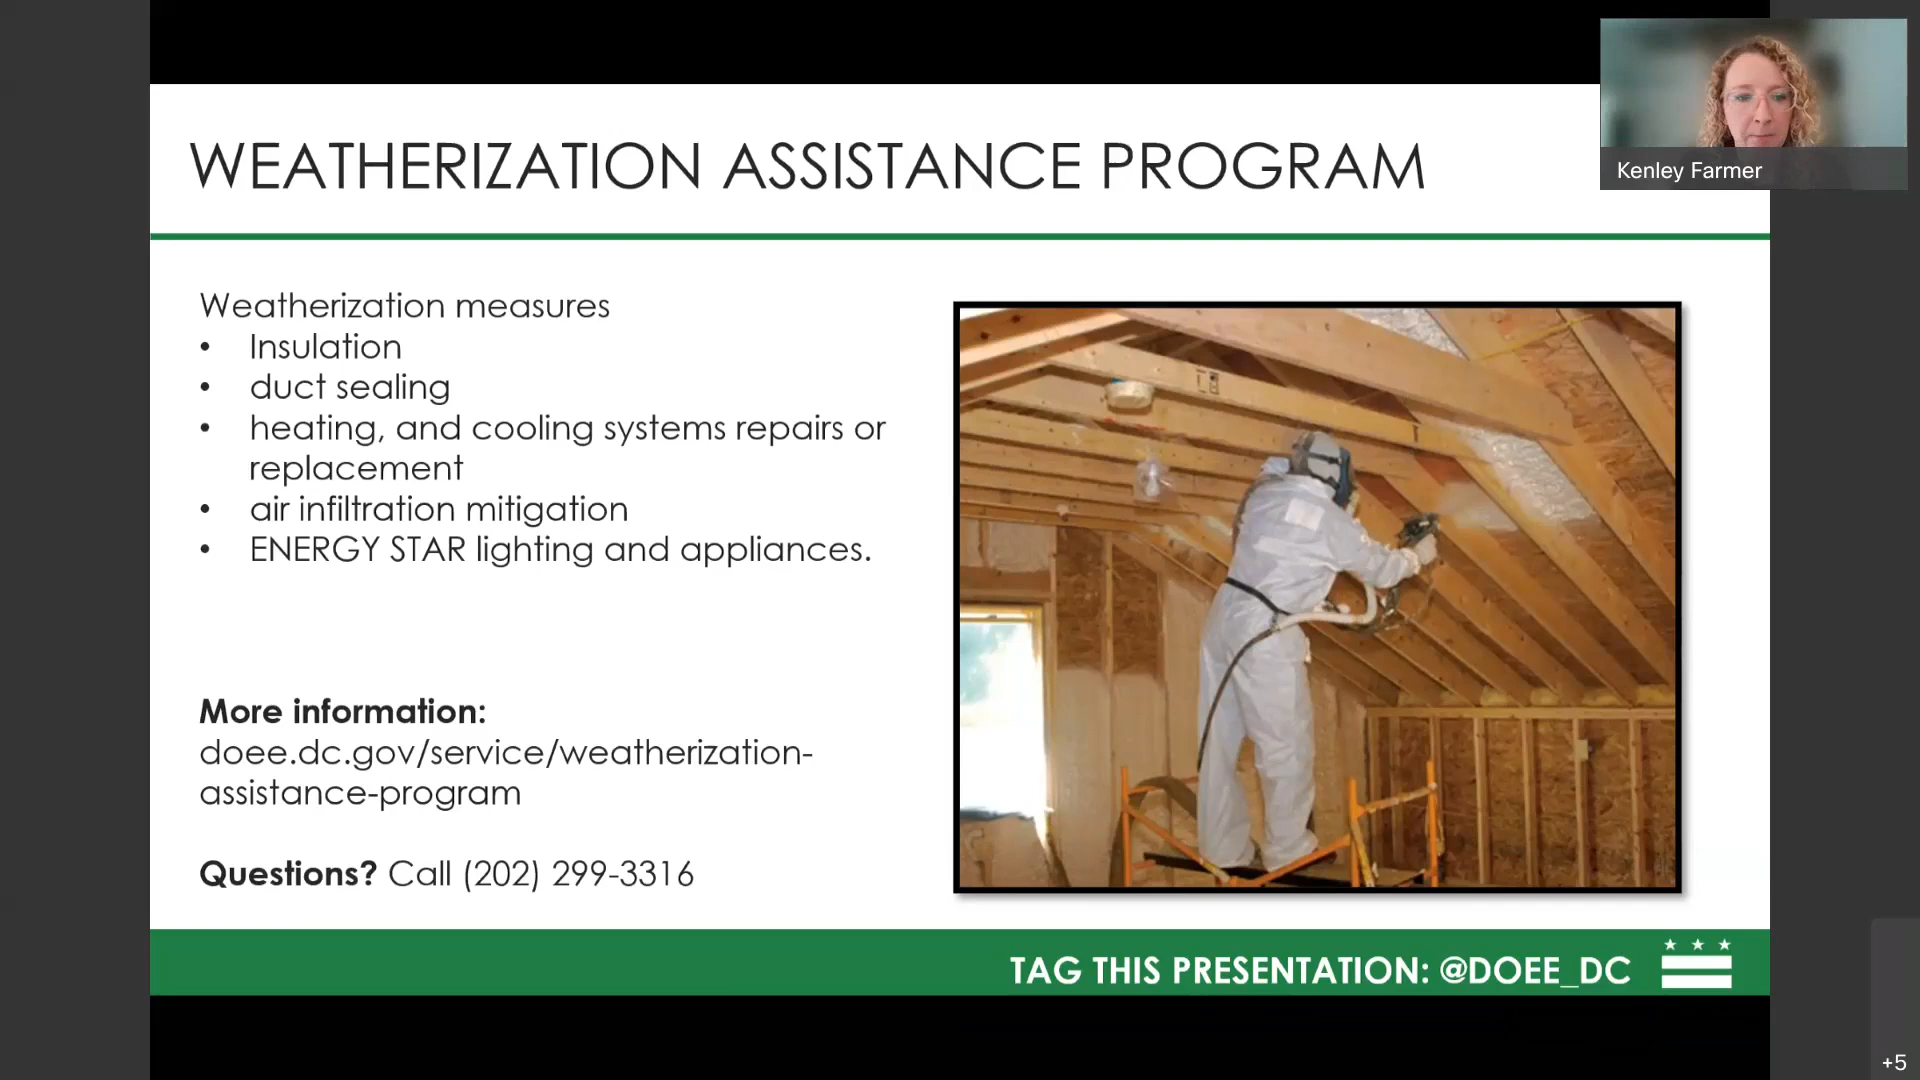 WEATHERIZATION ASSISTANCE PROGRAM
Kenley Farmer
Weatherization measures
• Insulation
• duct sealing
• heating, and cooling systems repairs or
replacement
• air infiltration mitigation
• ENERGY STAR lighting and appliances.
More information:
doee.dc.gov/service/weatherization-
assistance-program
Questions? Call (202) 299-3316
TAG THIS PRESENTATION: @DOEE_DC
+5